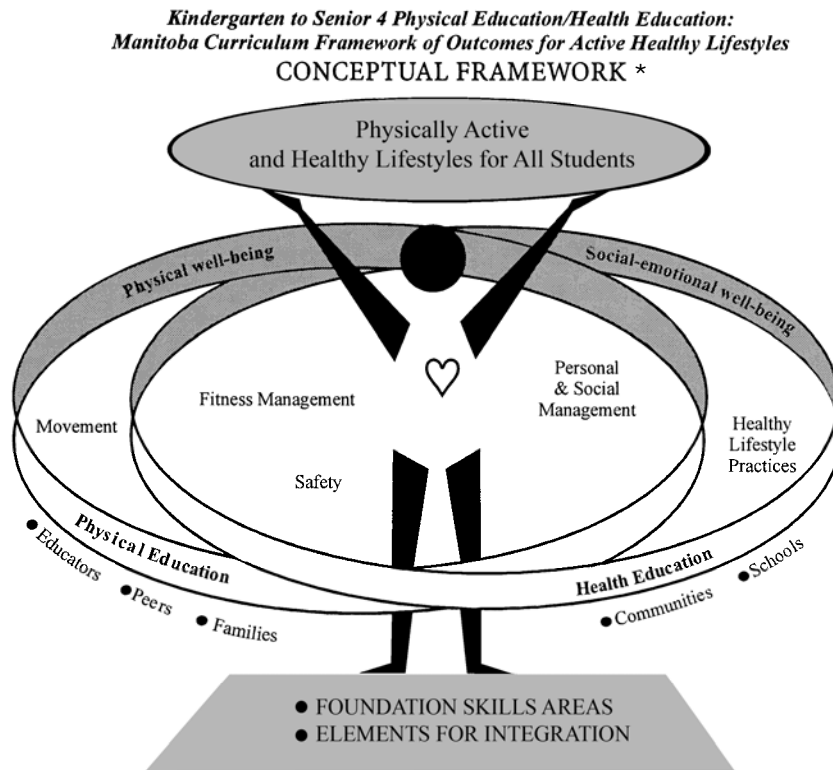 Kindergarten to Senior 4 Physical Education/Health Education:
Manitoba Curriculum Framework of Outcomes for Active Healthy Lifestyles
CONCEPTUAL FRAMEWORK *
Physically Active
and Healthy Lifestyles for All Students
Physical well-being
Social-emotional well-being
Fitness Management
Personal
& Social
Management
Movement
Healthy
Lifestyle
Practices
Safety
Physical Education
Health Education
● Educators
● Peers
● Families
● Communities
● Schools
● FOUNDATION SKILLS AREAS
● ELEMENTS FOR INTEGRATION